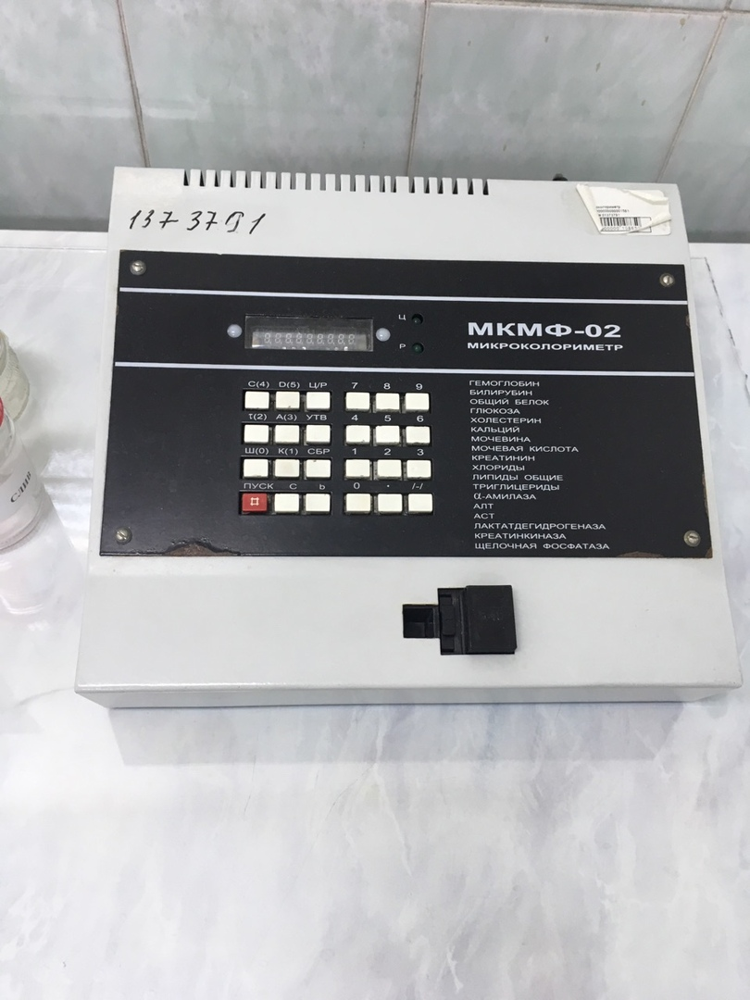 1373791
МКМФ-02
МИКРОКОЛОРИМЕТР
Ц
Р
С(4) D(5) Ц/Р 7 8 9
τ(2) А(3) УТВ 4 5 6
Ш(0) К(1) СБР 1 2 3
ПУСК С b 0 • /-/
ГЕМОГЛОБИН
БИЛИРУБИН
ОБЩИЙ БЕЛОК
ГЛЮКОЗА
ХОЛЕСТЕРИН
КАЛЬЦИЙ
МОЧЕВИНА
МОЧЕВАЯ КИСЛОТА
КРЕАТИНИН
ХЛОРИДЫ
ЛИПИДЫ ОБЩИЕ
ТРИГЛИЦЕРИДЫ
α-АМИЛАЗА
АЛТ
АСТ
ЛАКТАТДЕГИДРОГЕНАЗА
КРЕАТИНКИНАЗА
ЩЕЛОЧНАЯ ФОСФАТАЗА
СЛИВ